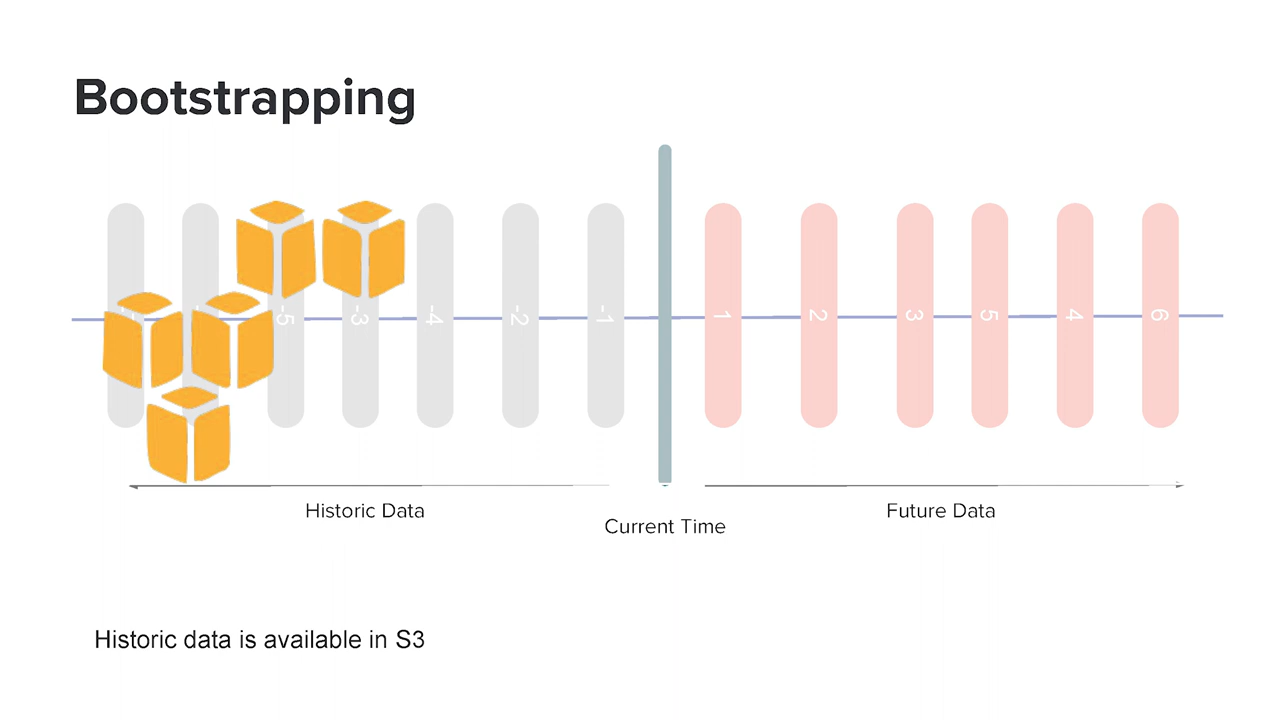 Bootstrapping
-5
-3
-4
-2
-1
1
2
3
5
4
6
Historic Data
Current Time
Future Data
Historic data is available in S3